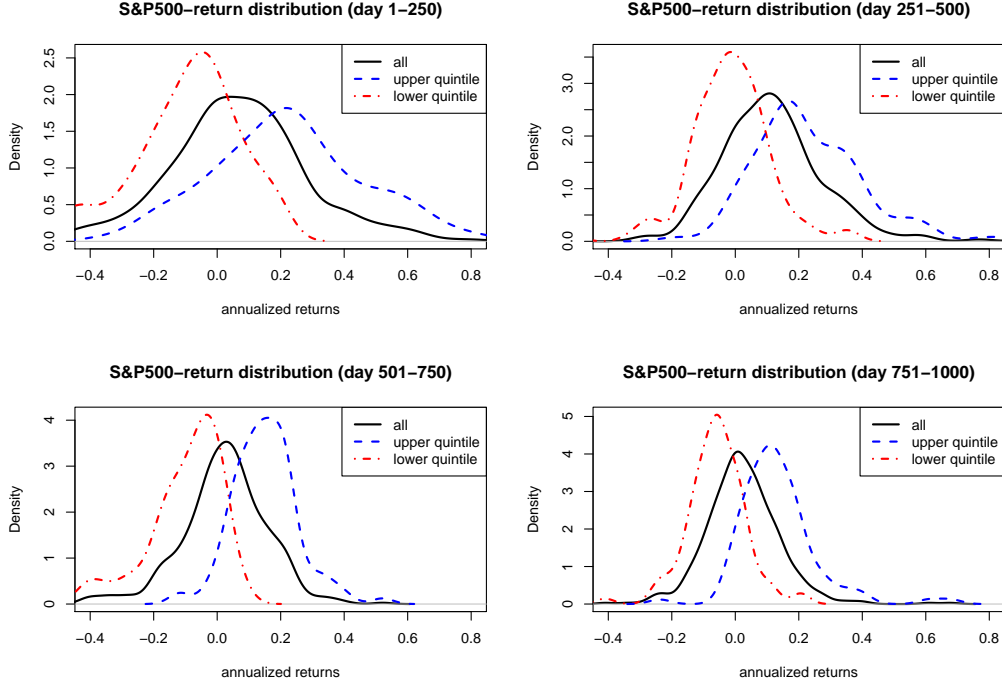 S&P500−return distribution (day 1−250)
Density
2.5
2.0
1.5
1.0
0.5
0.0
all
upper quintile
lower quintile
−0.4 −0.2 0.0 0.2 0.4 0.6 0.8
annualized returns
S&P500−return distribution (day 251−500)
Density
3.0
2.0
1.0
0.0
all
upper quintile
lower quintile
−0.4 −0.2 0.0 0.2 0.4 0.6 0.8
annualized returns
S&P500−return distribution (day 501−750)
Density
4
3
2
1
0
all
upper quintile
lower quintile
−0.4 −0.2 0.0 0.2 0.4 0.6 0.8
annualized returns
S&P500−return distribution (day 751−1000)
Density
5
4
3
2
1
0
all
upper quintile
lower quintile
−0.4 −0.2 0.0 0.2 0.4 0.6 0.8
annualized returns